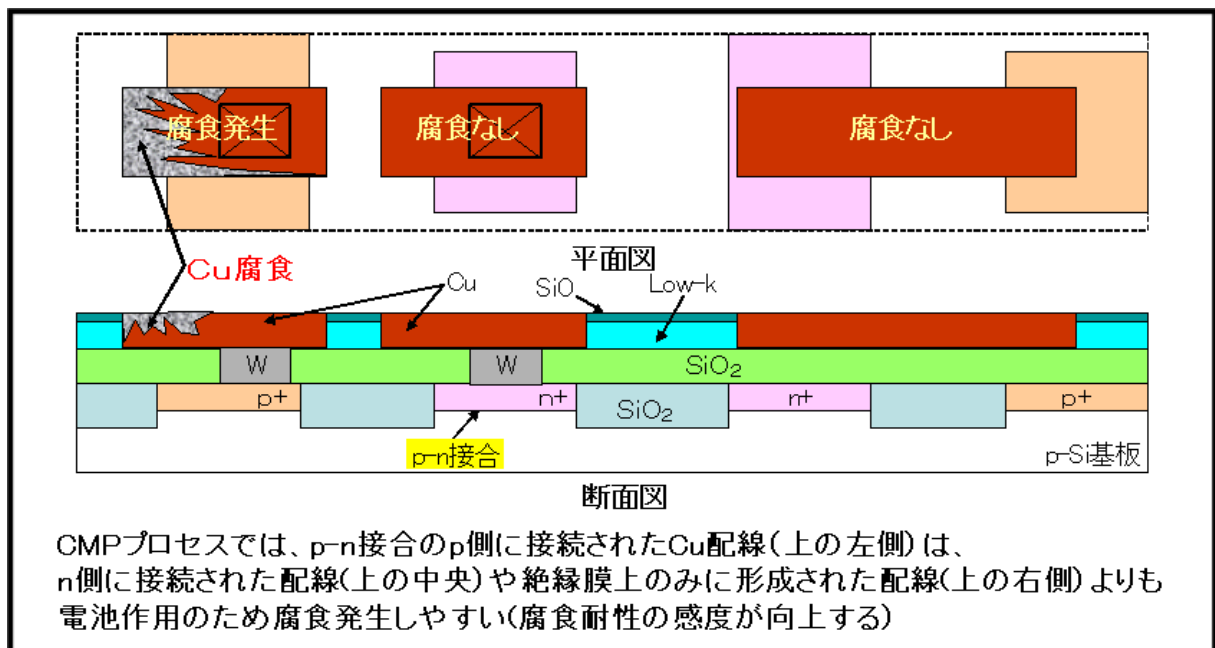 腐食発生
腐食なし
腐食なし
平面図
Cu腐食
Cu
SiO
Low-k
W
W
SiO₂
p+
n+
SiO₂
n+
p+
p-n接合
p-Si基板
断面図
CMPプロセスでは、p-n接合のp側に接続されたCu配線(上の左側)は、
n側に接続された配線(上の中央)や絶縁膜上のみに形成された配線(上の右側)よりも
電池作用のため腐食発生しやすい(腐食耐性の感度が向上する)